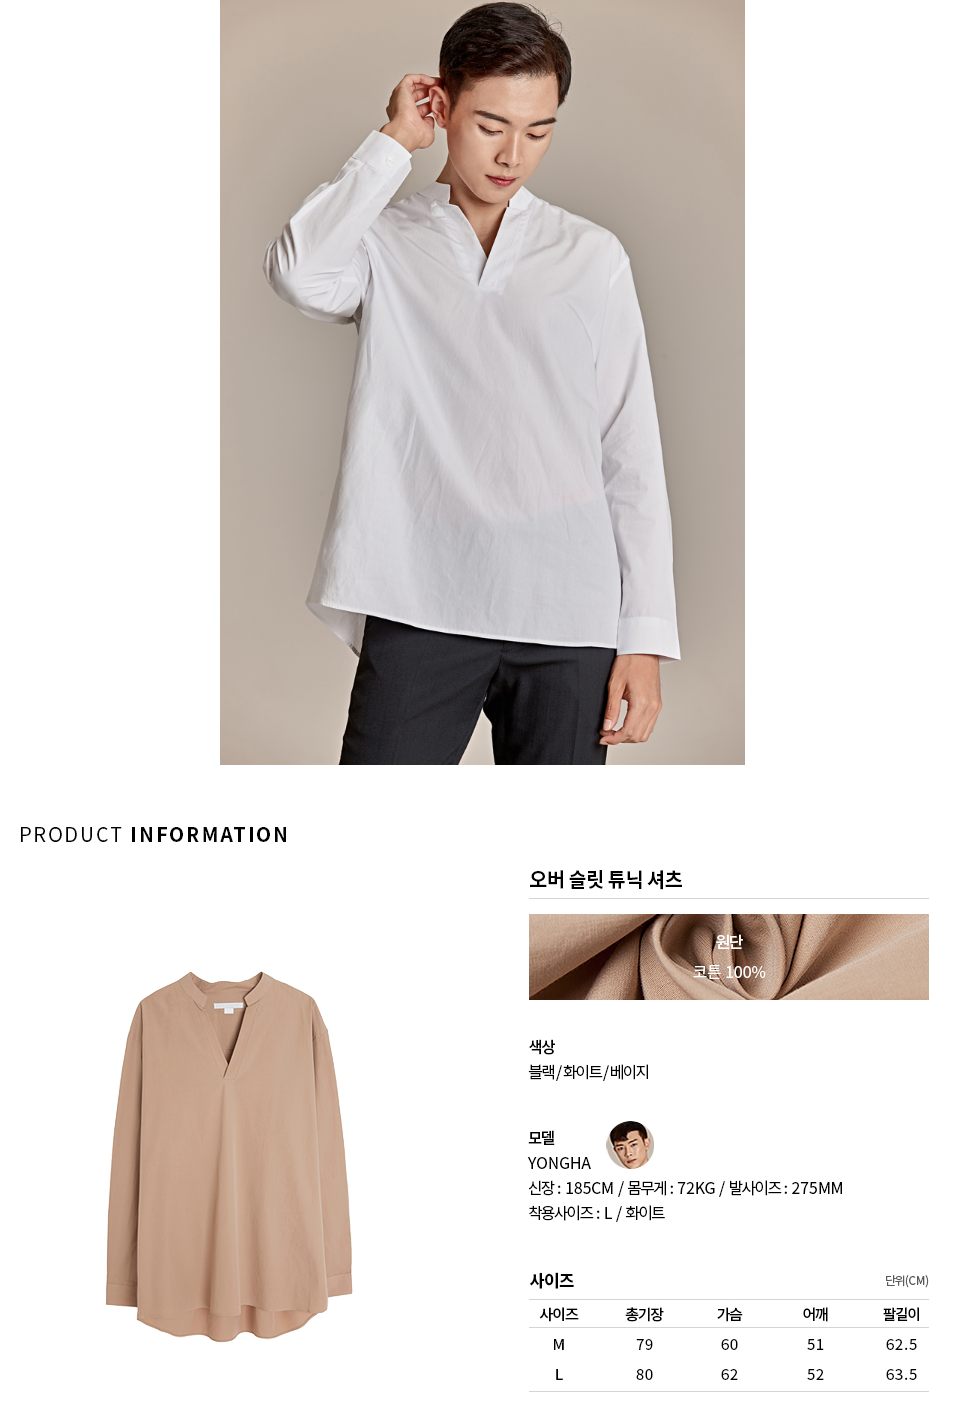 PRODUCT INFORMATION
오버 슬릿 튜닉 셔츠
원단
코튼 100%
색상
블랙/화이트/베이지
모델
YONGHA
신장 : 185CM / 몸무게 : 72KG / 발사이즈 : 275MM
착용사이즈 : L / 화이트
사이즈 단위(CM)
사이즈 총기장 가슴 어깨 팔길이
M 79 60 51 62.5
L 80 62 52 63.5